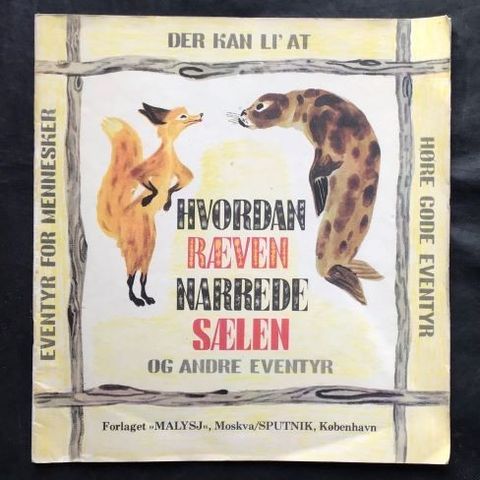 EVENTYR FOR MENNESKER
DER KAN LI' AT
HØRE GODE EVENTYR
HVORDAN
RÆVEN
NARREDE
SÆLEN
OG ANDRE EVENTYR
Forlaget »MALYSJ«, Moskva/SPUTNIK, København